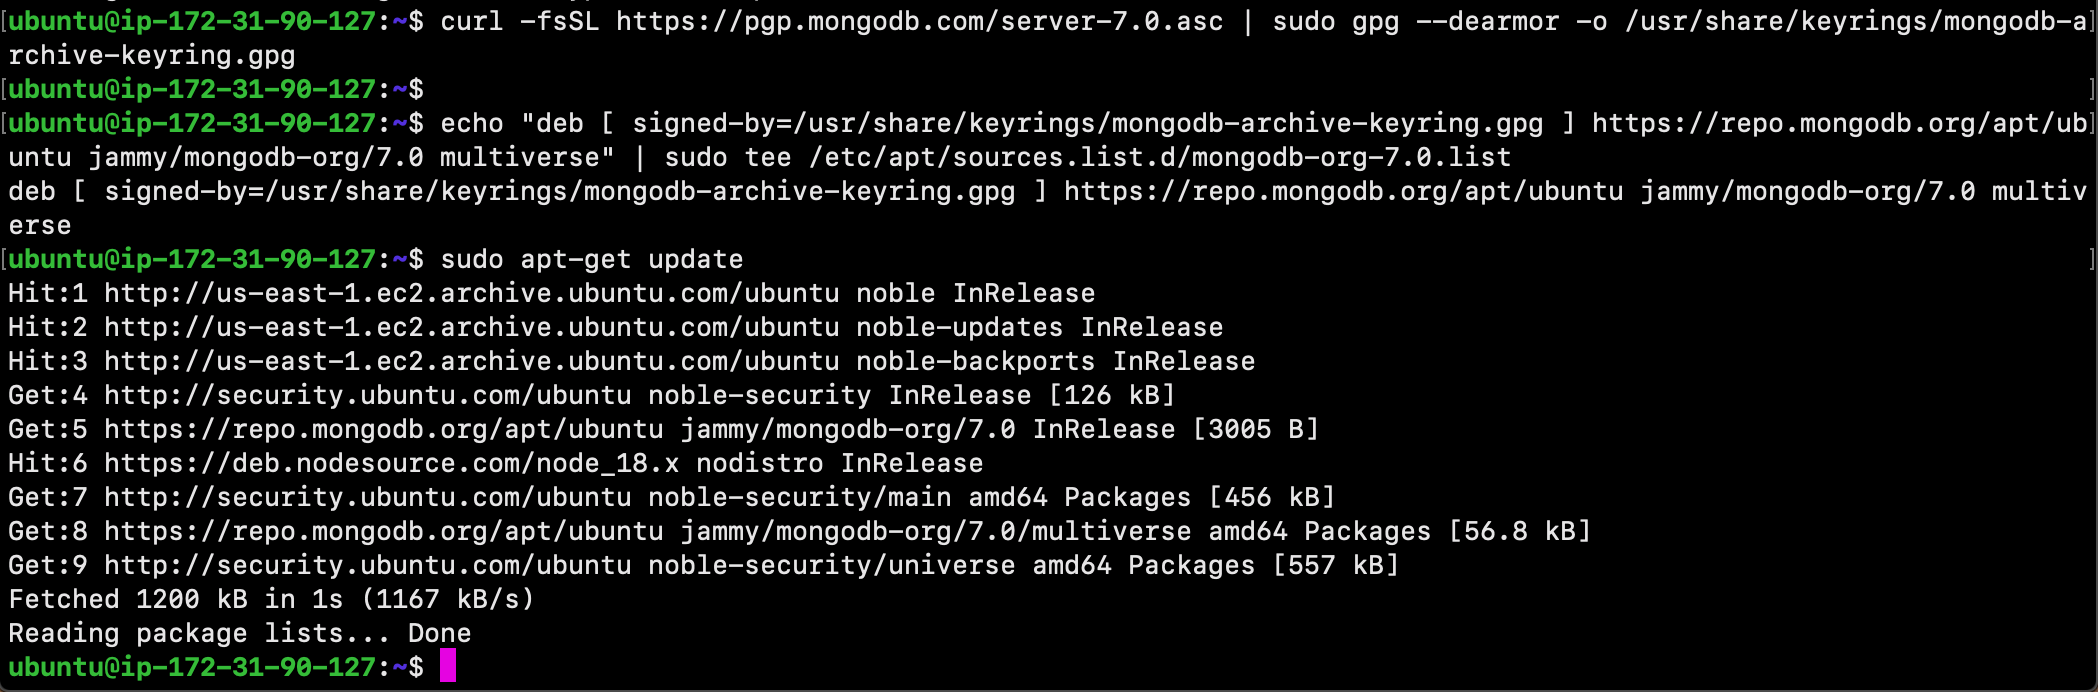 [ubuntu@ip-172-31-90-127:~$ curl -fsSL https://pgp.mongodb.com/server-7.0.asc | sudo gpg --dearmor -o /usr/share/keyrings/mongodb-a]
rchive-keyring.gpg
[ubuntu@ip-172-31-90-127:~$ ]
[ubuntu@ip-172-31-90-127:~$ echo "deb [ signed-by=/usr/share/keyrings/mongodb-archive-keyring.gpg ] https://repo.mongodb.org/apt/ub]
untu jammy/mongodb-org/7.0 multiverse" | sudo tee /etc/apt/sources.list.d/mongodb-org-7.0.list
deb [ signed-by=/usr/share/keyrings/mongodb-archive-keyring.gpg ] https://repo.mongodb.org/apt/ubuntu jammy/mongodb-org/7.0 multiv
erse
[ubuntu@ip-172-31-90-127:~$ sudo apt-get update ]
Hit:1 http://us-east-1.ec2.archive.ubuntu.com/ubuntu noble InRelease
Hit:2 http://us-east-1.ec2.archive.ubuntu.com/ubuntu noble-updates InRelease
Hit:3 http://us-east-1.ec2.archive.ubuntu.com/ubuntu noble-backports InRelease
Get:4 http://security.ubuntu.com/ubuntu noble-security InRelease [126 kB]
Get:5 https://repo.mongodb.org/apt/ubuntu jammy/mongodb-org/7.0 InRelease [3005 B]
Hit:6 https://deb.nodesource.com/node_18.x nodistro InRelease
Get:7 http://security.ubuntu.com/ubuntu noble-security/main amd64 Packages [456 kB]
Get:8 https://repo.mongodb.org/apt/ubuntu jammy/mongodb-org/7.0/multiverse amd64 Packages [56.8 kB]
Get:9 http://security.ubuntu.com/ubuntu noble-security/universe amd64 Packages [557 kB]
Fetched 1200 kB in 1s (1167 kB/s)
Reading package lists... Done
ubuntu@ip-172-31-90-127:~$